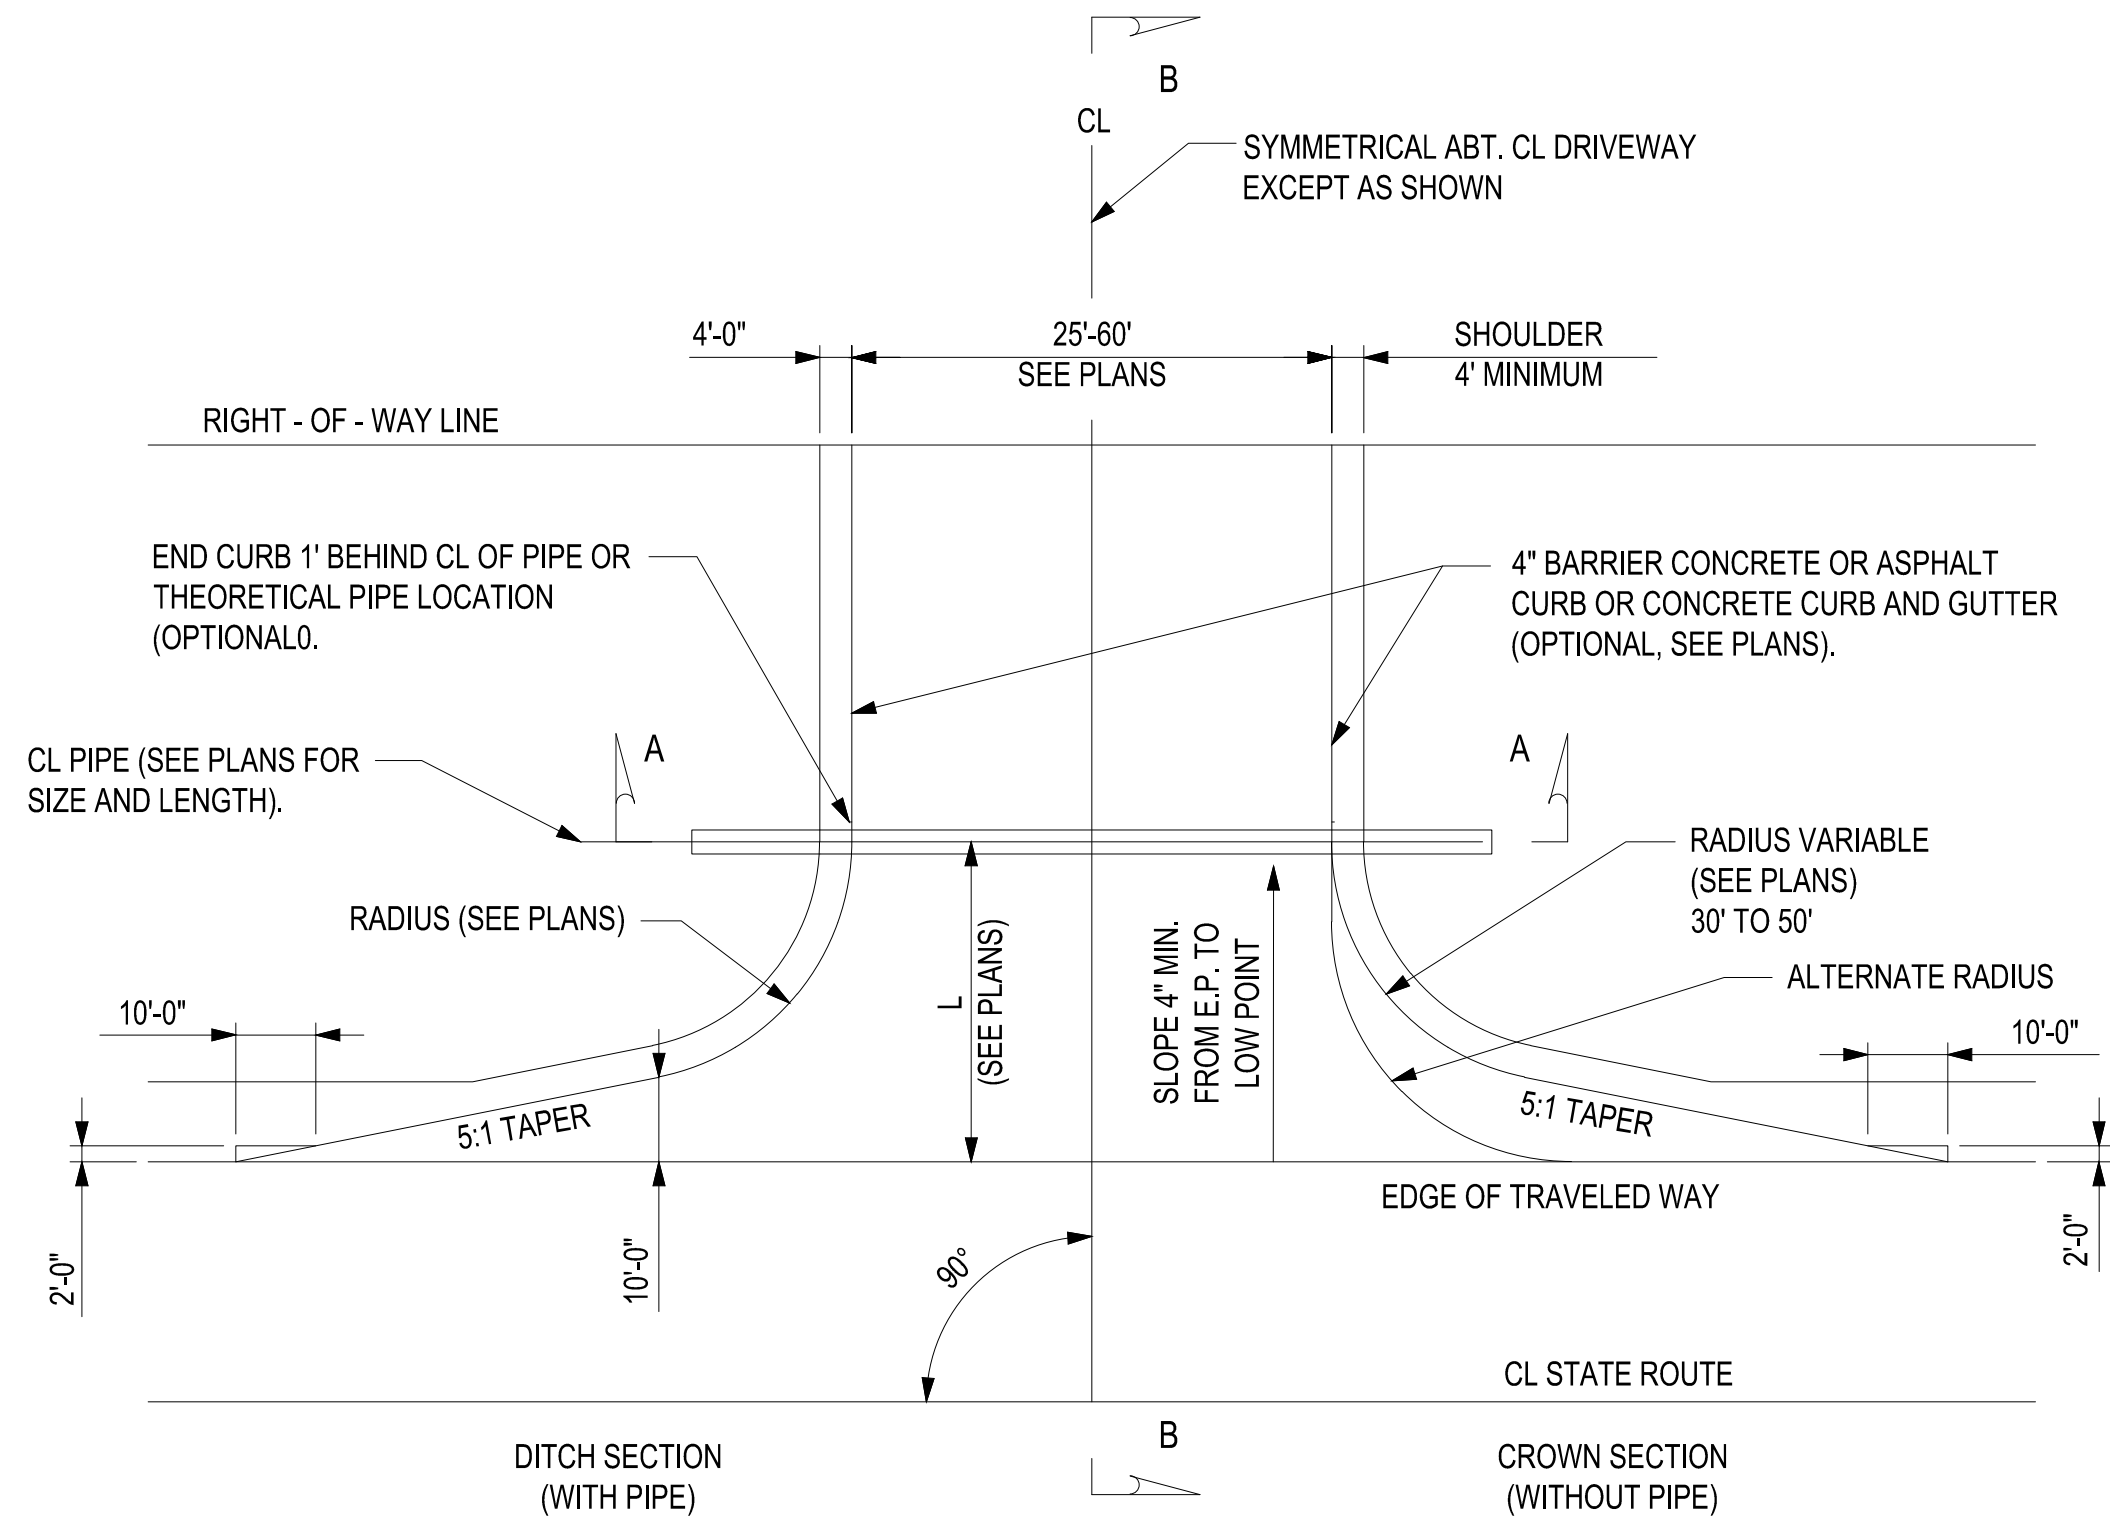 B
CL
SYMMETRICAL ABT. CL DRIVEWAY
EXCEPT AS SHOWN
4'-0"
25'-60'
SEE PLANS
SHOULDER
4' MINIMUM
RIGHT - OF - WAY LINE
END CURB 1' BEHIND CL OF PIPE OR
THEORETICAL PIPE LOCATION
(OPTIONAL0.
4" BARRIER CONCRETE OR ASPHALT
CURB OR CONCRETE CURB AND GUTTER
(OPTIONAL, SEE PLANS).
A
A
CL PIPE (SEE PLANS FOR
SIZE AND LENGTH).
RADIUS VARIABLE
(SEE PLANS)
30' TO 50'
RADIUS (SEE PLANS)
L
(SEE PLANS)
SLOPE 4" MIN.
FROM E.P. TO
LOW POINT
ALTERNATE RADIUS
10'-0"
10'-0"
5:1 TAPER
5:1 TAPER
EDGE OF TRAVELED WAY
2'-0"
10'-0"
90°
2'-0"
CL STATE ROUTE
DITCH SECTION
(WITH PIPE)
B
CROWN SECTION
(WITHOUT PIPE)